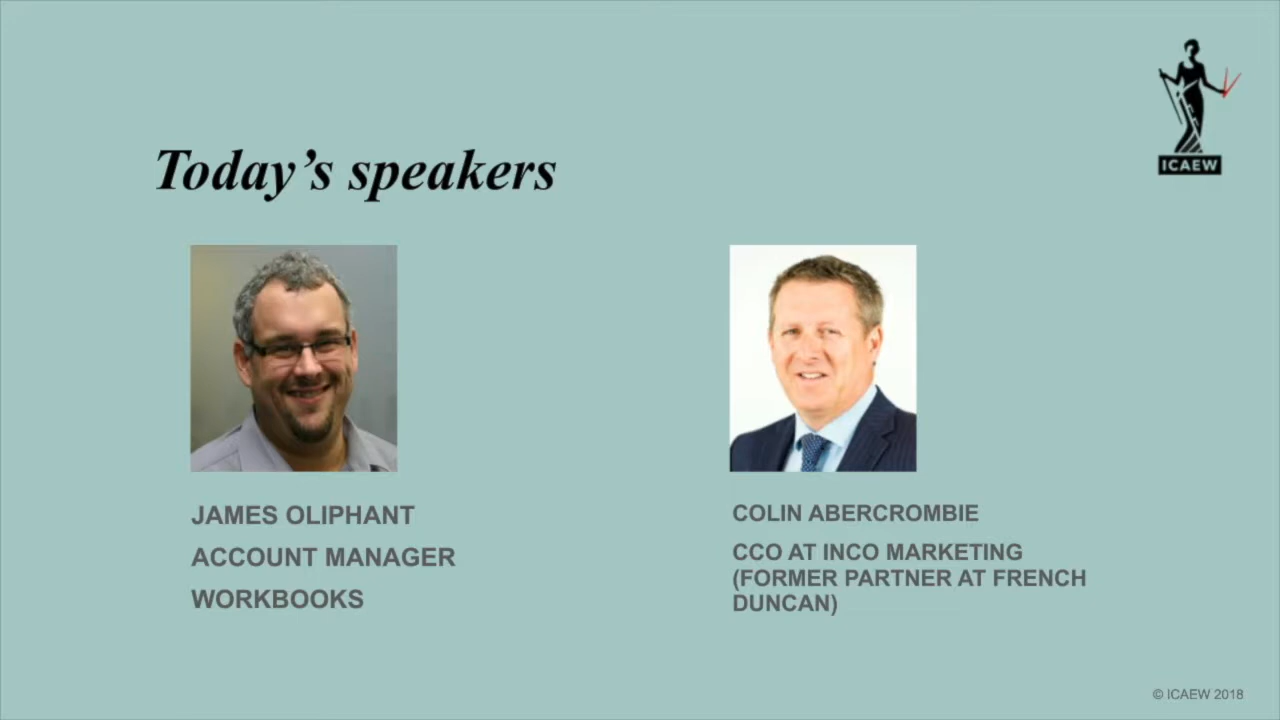 ICAEW
Today’s speakers
JAMES OLIPHANT
ACCOUNT MANAGER
WORKBOOKS
COLIN ABERCROMBIE
CCO AT INCO MARKETING
(FORMER PARTNER AT FRENCH
DUNCAN)
© ICAEW 2018